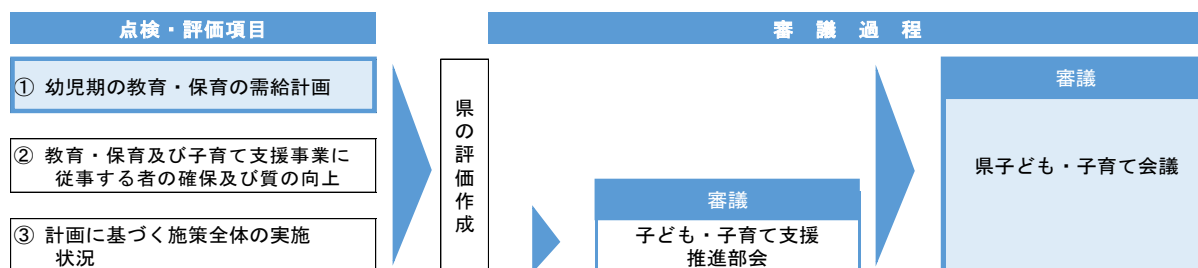 点検・評価項目
審議過程
① 幼児期の教育・保育の需給計画
② 教育・保育及び子育て支援事業に
従事する者の確保及び質の向上
③ 計画に基づく施策全体の実施
状況
県の評価作成
審議
子ども・子育て支援
推進部会
審議
県子ども・子育て会議